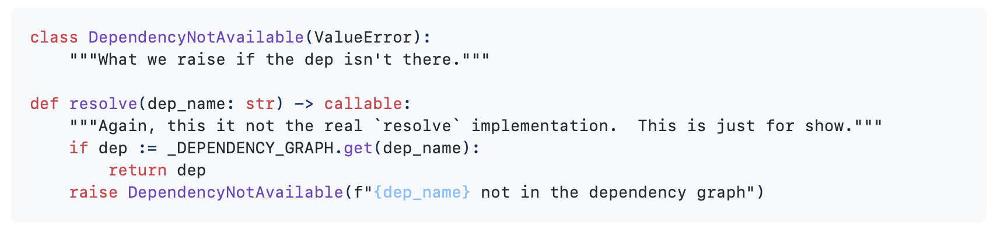 class DependencyNotAvailable(ValueError):
    """What we raise if the dep isn't there."""

def resolve(dep_name: str) -> callable:
    """Again, this it not the real `resolve` implementation.  This is just for show."""
    if dep := _DEPENDENCY_GRAPH.get(dep_name):
        return dep
    raise DependencyNotAvailable(f"{dep_name} not in the dependency graph")